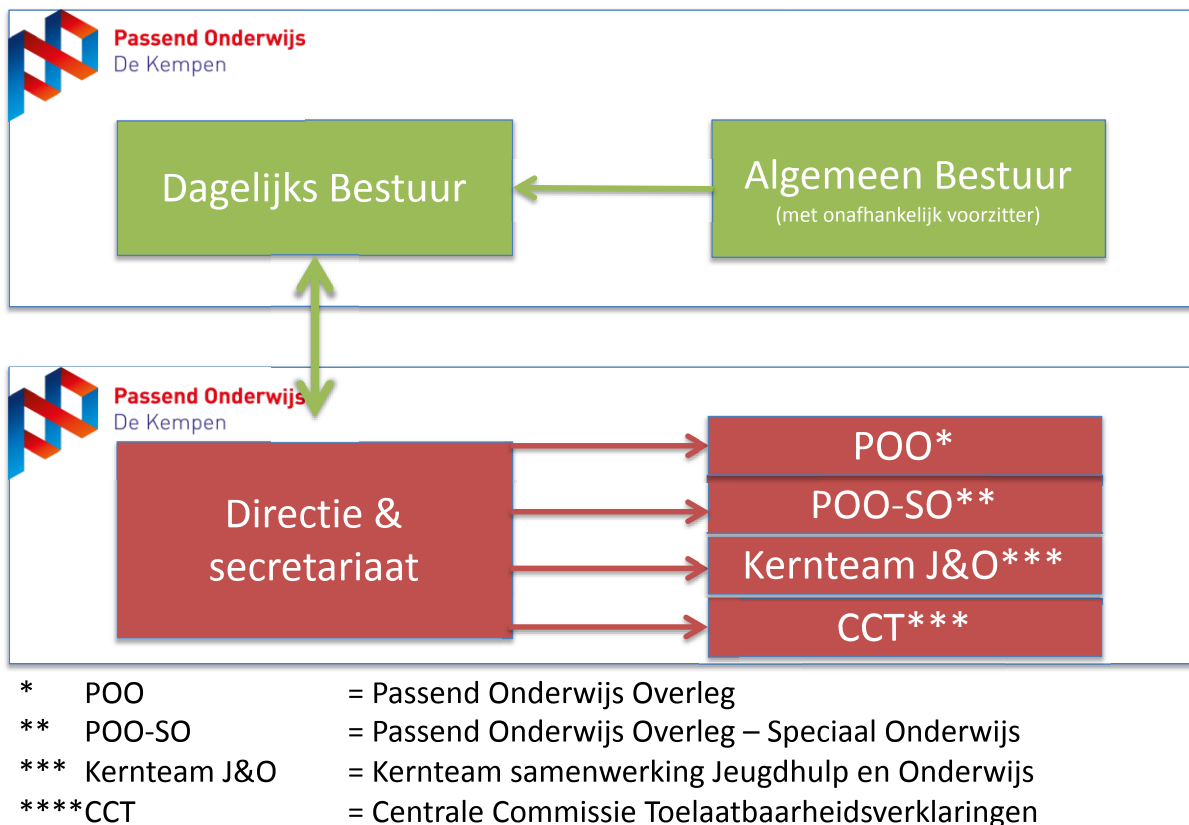 Passend Onderwijs
De Kempen
Dagelijks Bestuur
Algemeen Bestuur
(met onafhankelijk voorzitter)
Passend Onderwijs
De Kempen
Directie &
secretariaat
POO*
POO-SO**
Kernteam J&O***
CCT***
* POO = Passend Onderwijs Overleg
** POO-SO = Passend Onderwijs Overleg – Speciaal Onderwijs
*** Kernteam J&O = Kernteam samenwerking Jeugdhulp en Onderwijs
****CCT = Centrale Commissie Toelaatbaarheidsverklaringen